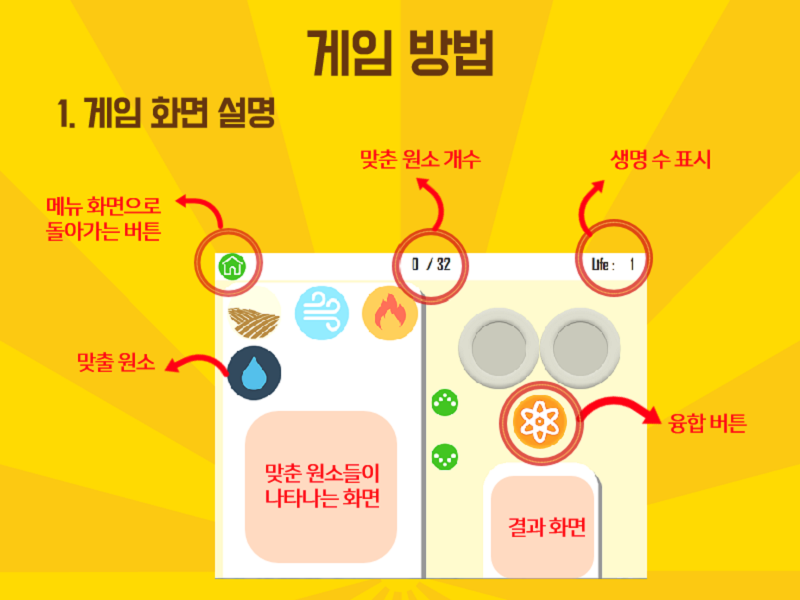 게임 방법
1. 게임 화면 설명
맞춘 원소 개수
생명 수 표시
메뉴 화면으로
돌아가는 버튼
0 / 32
Life : 1
맞출 원소
융합 버튼
맞춘 원소들이
나타나는 화면
결과 화면